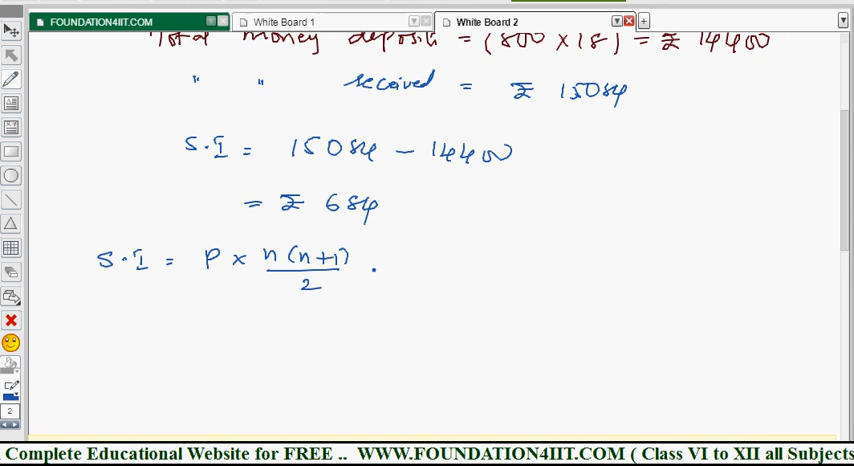 FOUNDATION4IIT.COM White Board 1 White Board 2
Total money deposit = (800 × 18) = ₹ 14400
" " received = ₹ 15084
S.I = 15084 - 14400
= ₹ 684
S.I = P × n(n+1)/2 .
2
Complete Educational Website for FREE .. WWW.FOUNDATION4IIT.COM ( Class VI to XII all Subjects